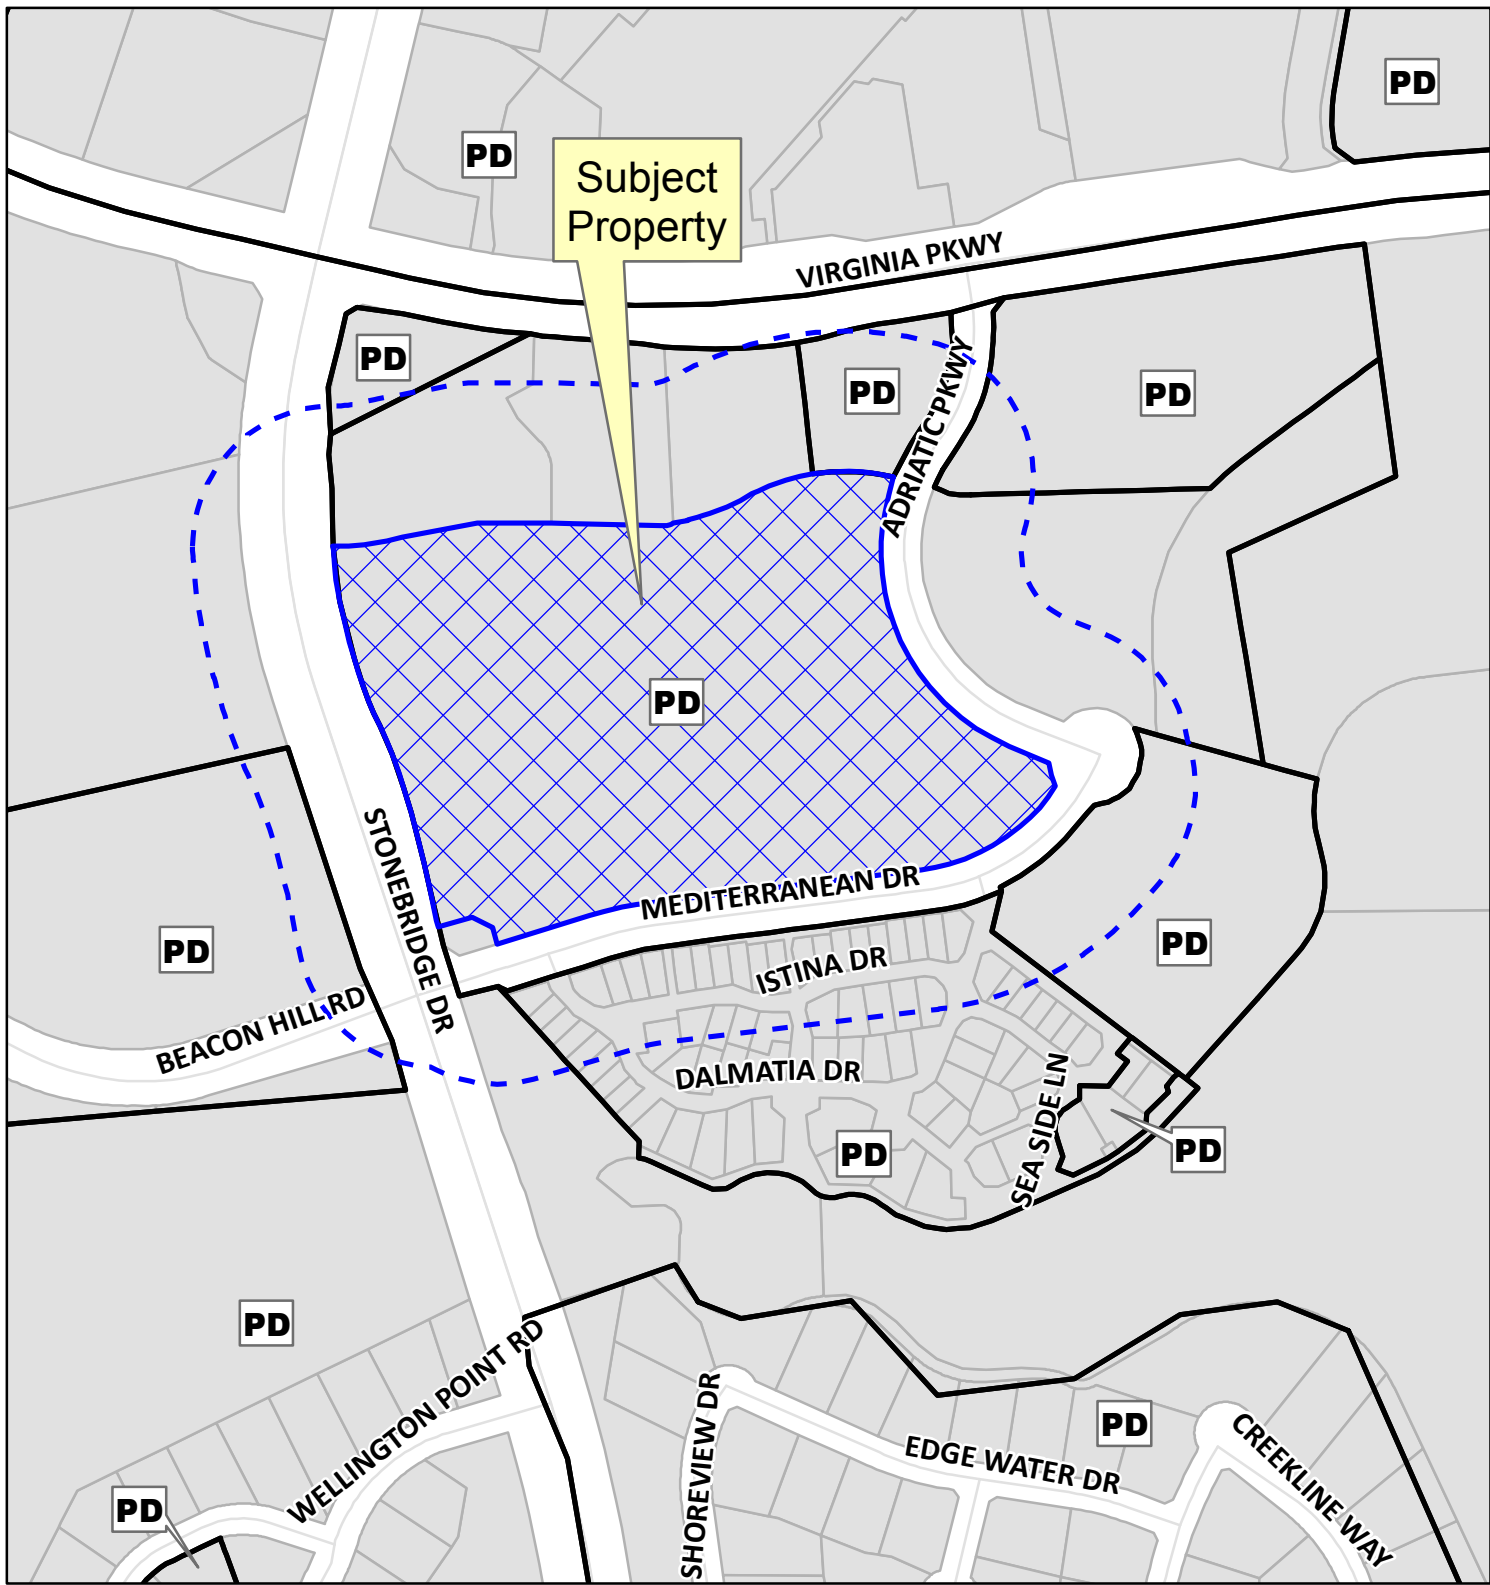 PD
PD
Subject
Property
VIRGINIA PKWY
PD
PD
PD
ADRIATIC PKWY
PD
STONEBRIDGE DR
MEDITERRANEAN DR
PD
PD
ISTINA DR
BEACON HILL RD
DALMATIA DR
SEA SIDE LN
PD
PD
PD
WELLINGTON POINT RD
SHOREVIEW DR
PD
EDGE WATER DR
CREEKLINE WAY
PD